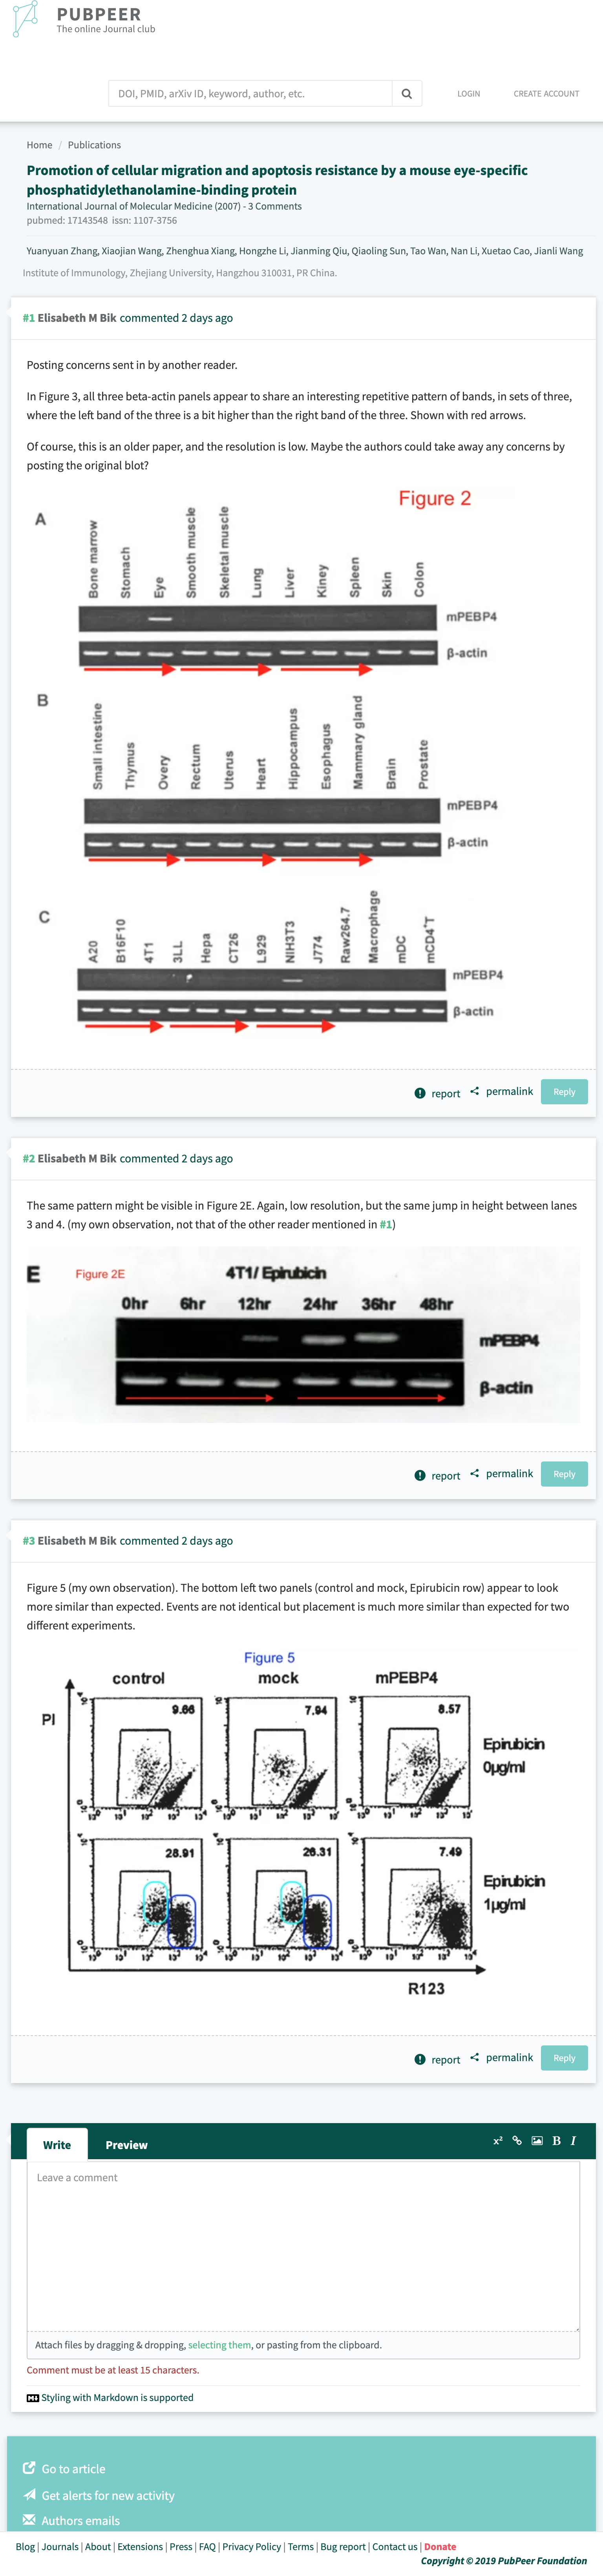 PUBPEER
The online Journal club
DOI, PMID, arXiv ID, keyword, author, etc.
LOGIN
CREATE ACCOUNT
Home / Publications
Promotion of cellular migration and apoptosis resistance by a mouse eye-specific
phosphatidylethanolamine-binding protein
International Journal of Molecular Medicine (2007) - 3 Comments
pubmed: 17143548 issn: 1107-3756
Yuanyuan Zhang, Xiaojian Wang, Zhenghua Xiang, Hongzhe Li, Jianming Qiu, Qiaoling Sun, Tao Wan, Nan Li, Xuetao Cao, Jianli Wang
Institute of Immunology, Zhejiang University, Hangzhou 310031, PR China.
#1 Elisabeth M Bik commented 2 days ago
Posting concerns sent in by another reader.
In Figure 3, all three beta-actin panels appear to share an interesting repetitive pattern of bands, in sets of three,
where the left band of the three is a bit higher than the right band of the three. Shown with red arrows.
Of course, this is an older paper, and the resolution is low. Maybe the authors could take away any concerns by
posting the original blot?
Figure 2
A
Bone marrow
Stomach
Eye
Smooth muscle
Skeletal muscle
Lung
Liver
Kiney
Spleen
Skin
Colon
mPEBP4
β-actin
B
Small intestine
Thymus
Overy
Rectum
Uterus
Heart
Hippocampus
Esophagus
Mammary gland
Brain
Prostate
mPEBP4
β-actin
C
A20
B16F10
4T1
3LL
Hepa
CT26
L929
NIH3T3
J774
Raw264.7
Macrophage
mDC
mCD4+T
mPEBP4
β-actin
report
permalink
Reply
#2 Elisabeth M Bik commented 2 days ago
The same pattern might be visible in Figure 2E. Again, low resolution, but the same jump in height between lanes
3 and 4. (my own observation, not that of the other reader mentioned in #1)
E
Figure 2E
4T1/ Epirubicin
0hr 6hr 12hr 24hr 36hr 48hr
mPEBP4
β-actin
report
permalink
Reply
#3 Elisabeth M Bik commented 2 days ago
Figure 5 (my own observation). The bottom left two panels (control and mock, Epirubicin row) appear to look
more similar than expected. Events are not identical but placement is much more similar than expected for two
different experiments.
Figure 5
control mock mPEBP4
PI
9.66 7.94 8.57
Epirubicin
0μg/ml
28.91 26.31 7.49
Epirubicin
1μg/ml
R123
report
permalink
Reply
Write
Preview
x² B I
Leave a comment
Attach files by dragging & dropping, selecting them, or pasting from the clipboard.
Comment must be at least 15 characters.
Styling with Markdown is supported
Go to article
Get alerts for new activity
Authors emails
Blog | Journals | About | Extensions | Press | FAQ | Privacy Policy | Terms | Bug report | Contact us | Donate
Copyright © 2019 PubPeer Foundation